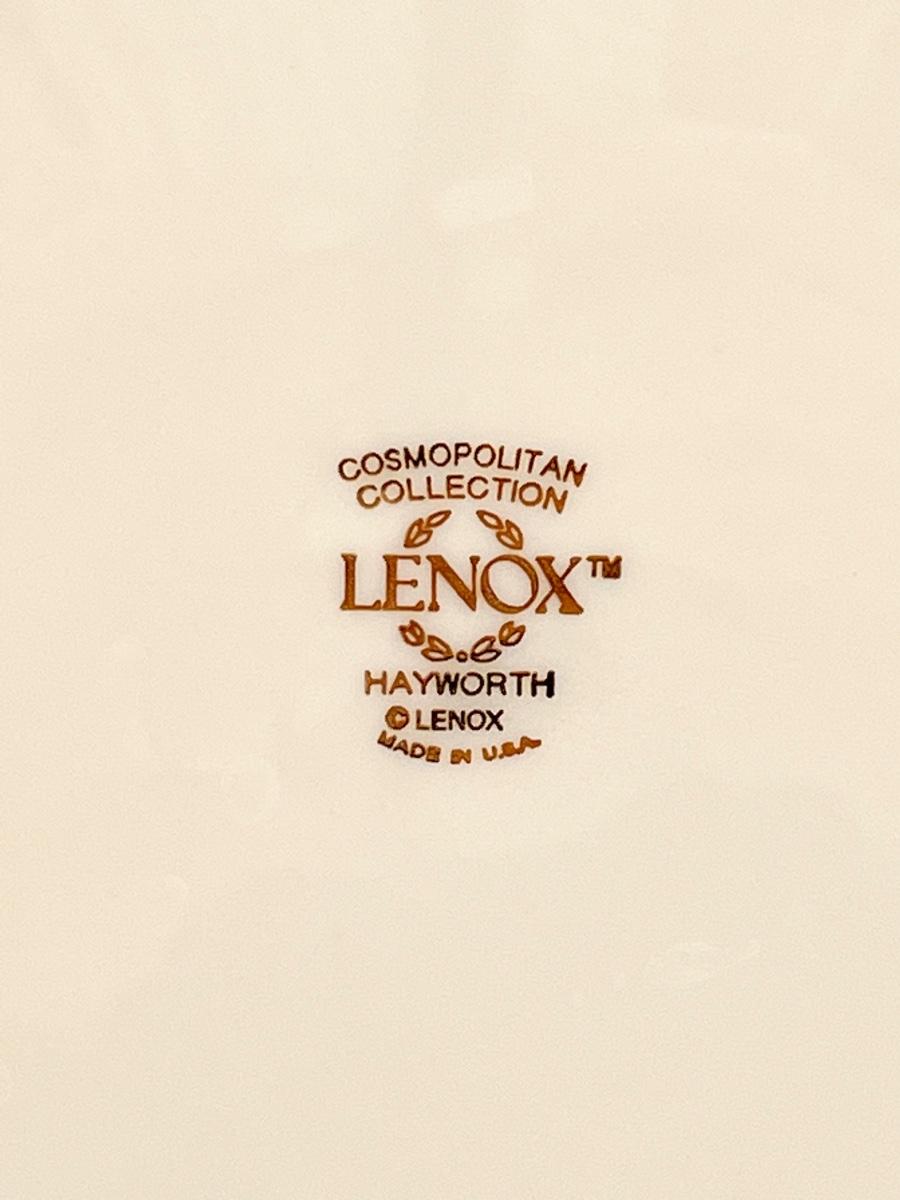 COSMOPOLITAN
COLLECTION
LENOX™
HAYWORTH
© LENOX
MADE IN U.S.A.